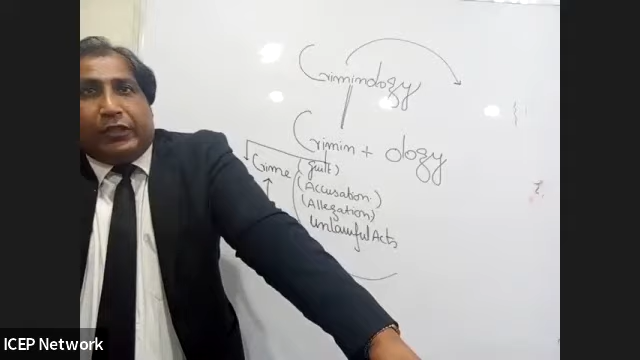 Criminology
Crimin + ology
Crime (guilt)
(Accusation)
(Allegation)
unlawful Acts
ICEP Network